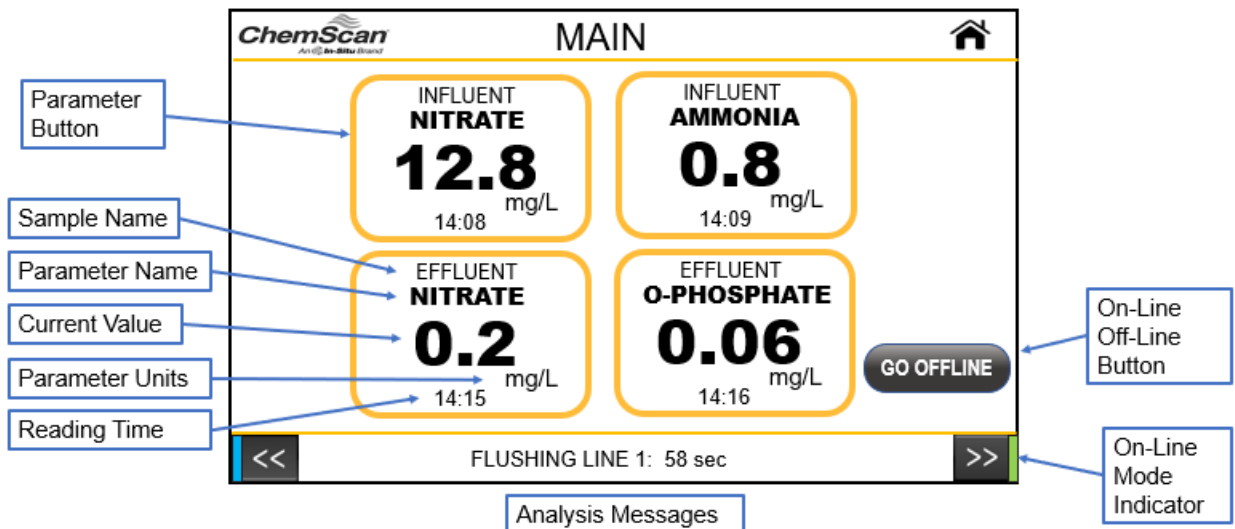 ChemScan
An In-Situ Brand
MAIN
Parameter
Button
INFLUENT
NITRATE
12.8
mg/L
14:08
INFLUENT
AMMONIA
0.8
mg/L
14:09
Sample Name
Parameter Name
Current Value
Parameter Units
Reading Time
EFFLUENT
NITRATE
0.2
mg/L
14:15
EFFLUENT
O-PHOSPHATE
0.06
mg/L
14:16
GO OFFLINE
On-Line
Off-Line
Button
<<
FLUSHING LINE 1: 58 sec
>>
On-Line
Mode
Indicator
Analysis Messages